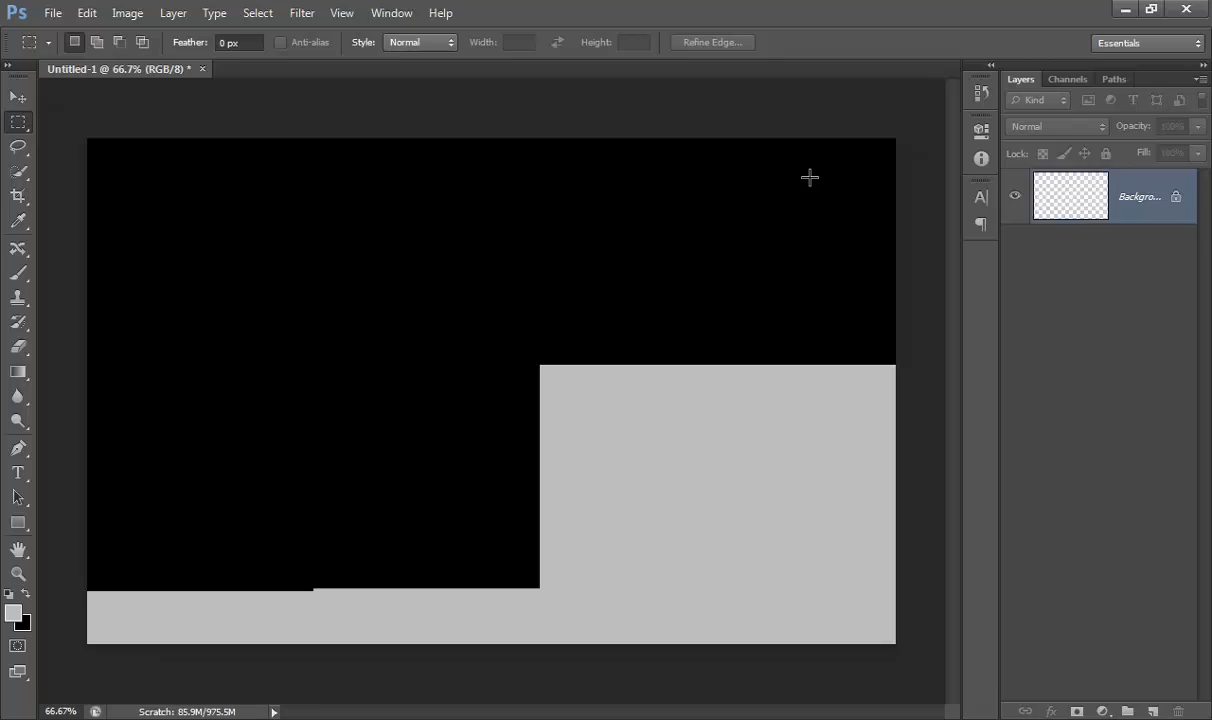 Ps File Edit Image Layer Type Select Filter View Window Help
Feather: 0 px Anti-alias Style: Normal Width: Height: Refine Edge... Essentials
Untitled-1 @ 66.7% (RGB/8) * ×
Layers Channels Paths
Kind
Normal Opacity: 100%
Lock: Fill: 100%
Backgro...
66.67% Scratch: 85.9M/975.5M